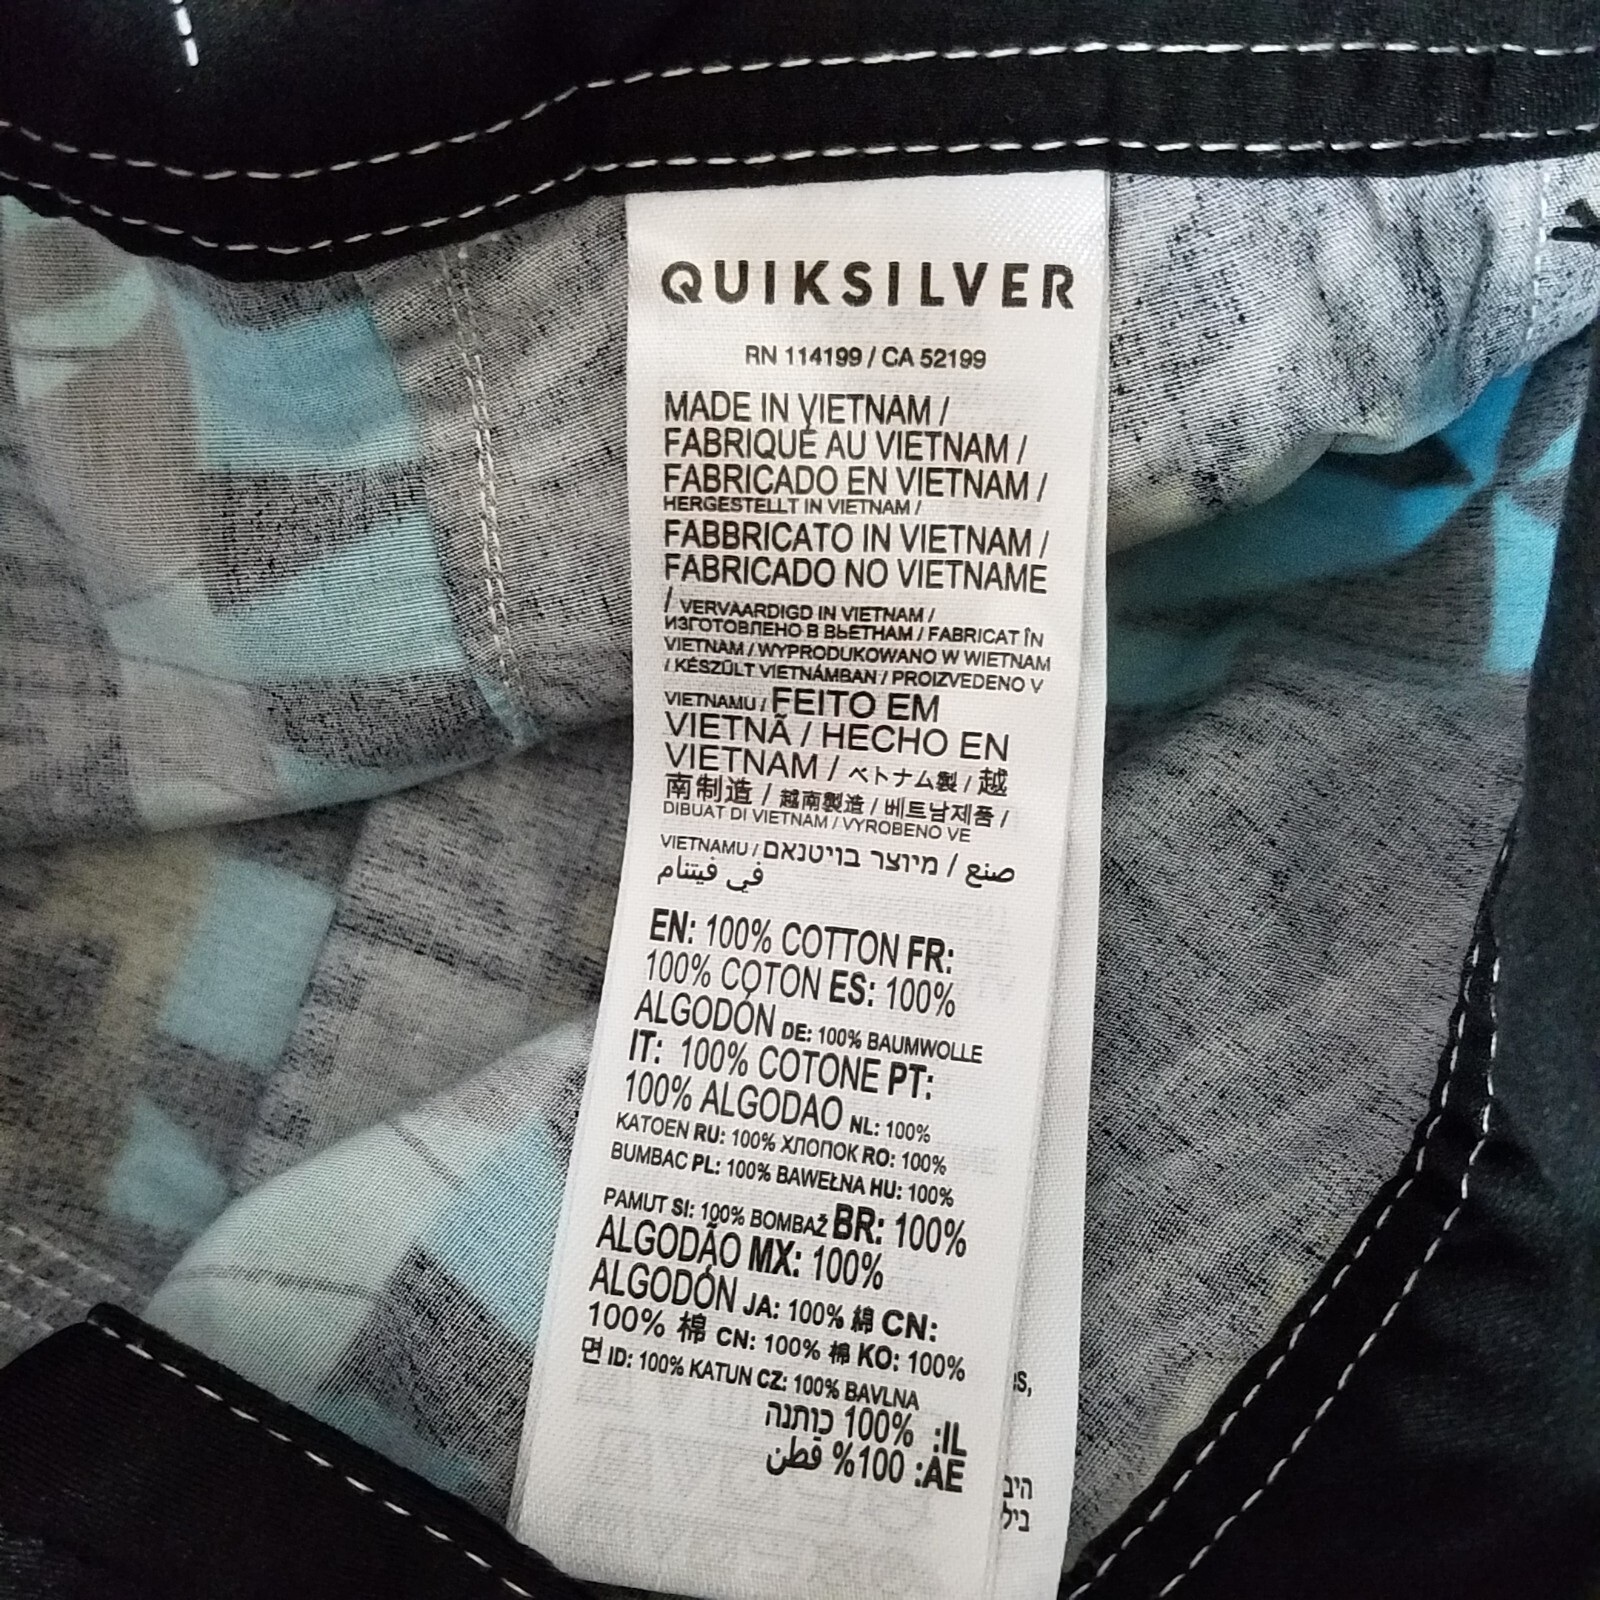 QUIKSILVER
RN 114199 / CA 52199
MADE IN VIETNAM /
FABRIQUÉ AU VIETNAM /
FABRICADO EN VIETNAM /
HERGESTELLT IN VIETNAM /
FABBRICATO IN VIETNAM /
FABRICADO NO VIETNAME
/ VERVAARDIGD IN VIETNAM /
ИЗГОТОВЛЕНО В ВЬЕТНАМ / FABRICAT ÎN
VIETNAM / WYPRODUKOWANO W WIETNAM
/ KÉSZÜLT VIETNÁMBAN / PROIZVEDENO V
VIETNAMU / FEITO EM
VIETNÃ / HECHO EN
VIETNAM / ベトナム製 / 越
南制造 / 越南製造 / 베트남제품 /
DIBUAT DI VIETNAM / VYROBENO VE
VIETNAMU / מיוצר בויטנאם / صنع
في فيتنام
EN: 100% COTTON FR:
100% COTON ES: 100%
ALGODÓN DE: 100% BAUMWOLLE
IT: 100% COTONE PT:
100% ALGODAO NL: 100%
KATOEN RU: 100% ХЛОПОК RO: 100%
BUMBAC PL: 100% BAWEŁNA HU: 100%
PAMUT SI: 100% BOMBAŽ BR: 100%
ALGODÃO MX: 100%
ALGODÓN JA: 100% 綿 CN:
100% 棉 CN: 100% 棉 KO: 100%
면 ID: 100% KATUN CZ: 100% BAVLNA
IL: 100% כותנה
AE: 100% قطن